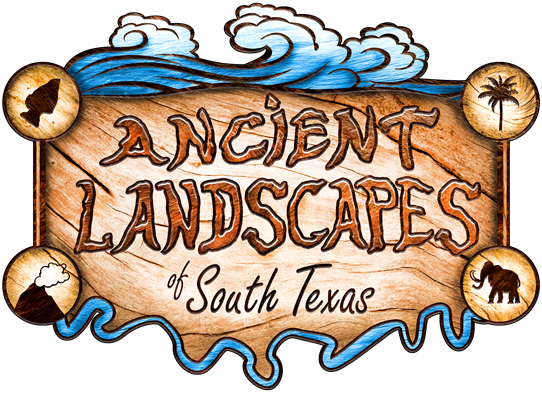 ANCiENT
LANDSCAPES
of South Texas